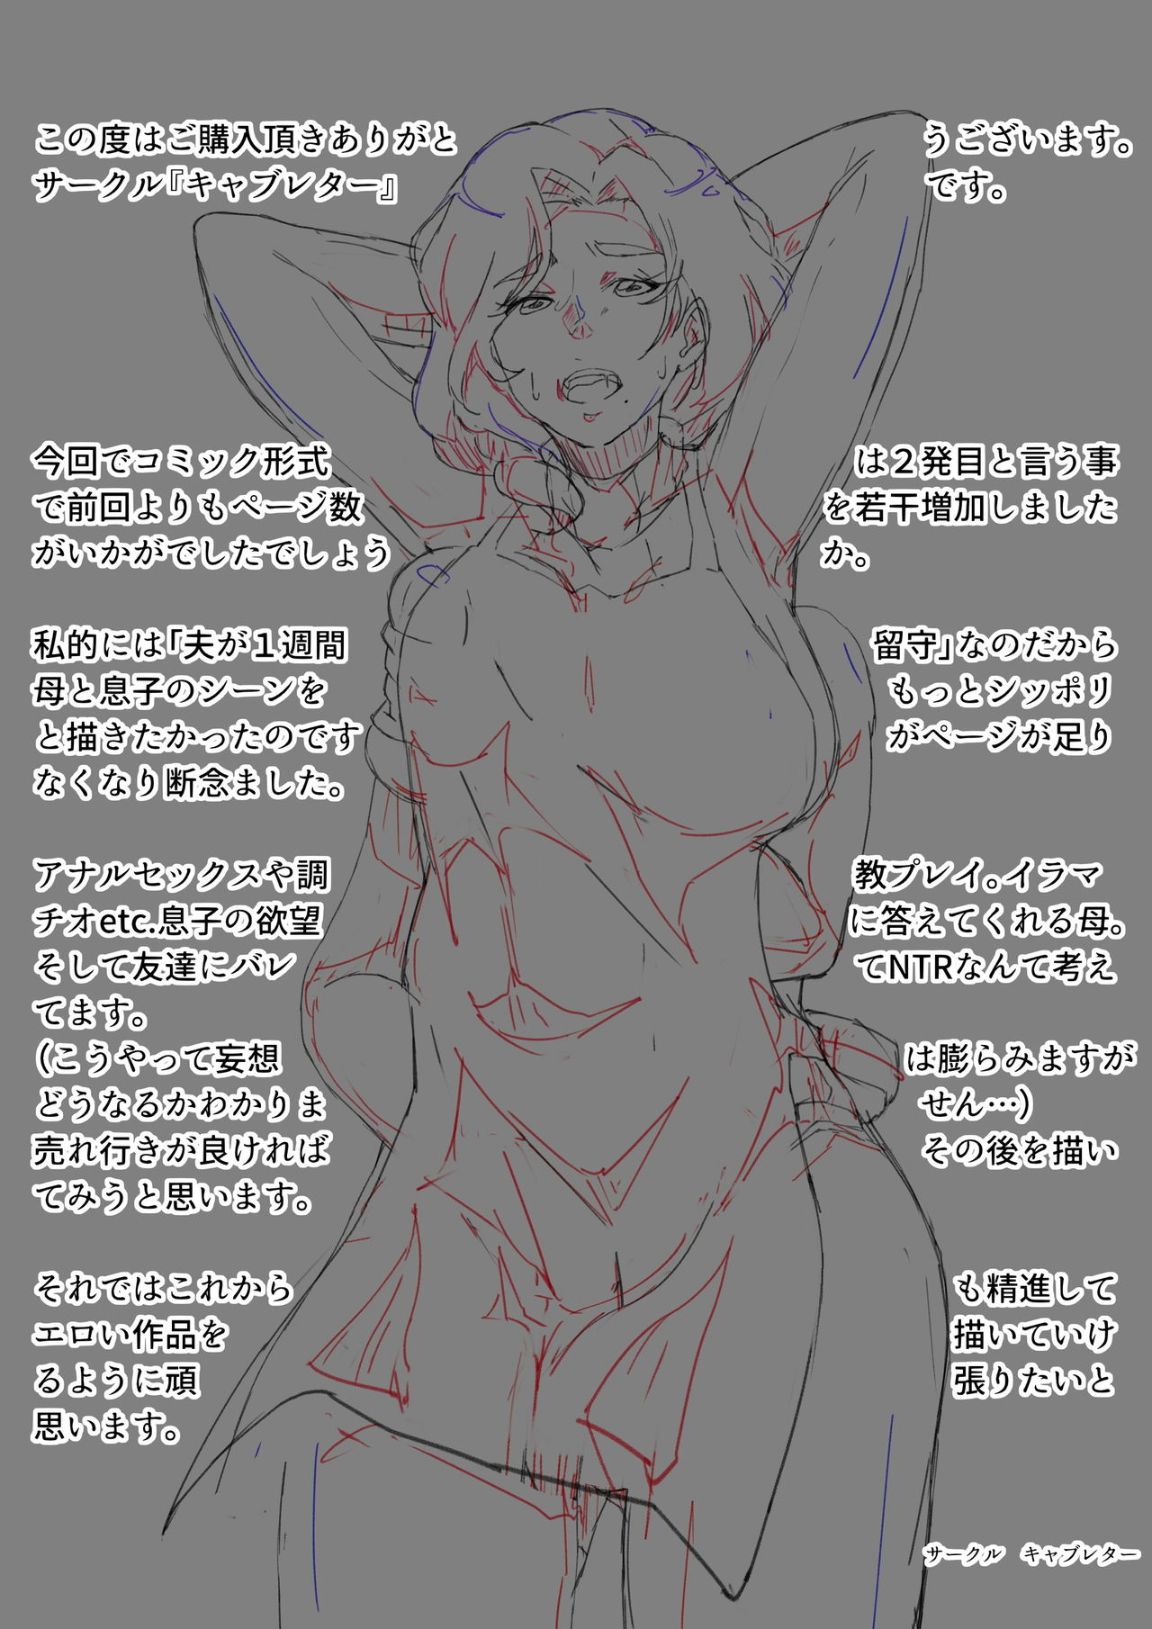 この度はご購入頂きありがとうございます。
サークル『キャブレター』です。
今回でコミック形式は２発目と言う事
で前回よりもページ数を若干増加しました
がいかがでしたでしょうか。
私的には「夫が１週間留守」なのだから
母と息子のシーンをもっとシッポリ
と描きたかったのですがページが足り
なくなり断念ました。
アナルセックスや調教プレイ。イラマ
チオetc.息子の欲望に答えてくれる母。
そして友達にバレてNTRなんて考え
てます。
（こうやって妄想は膨らみますが
どうなるかわかりません…）
売れ行きが良ければその後を描い
てみうと思います。
それではこれからも精進して
エロい作品を描いていけ
るように頑張りたいと
思います。
サークル　キャブレター